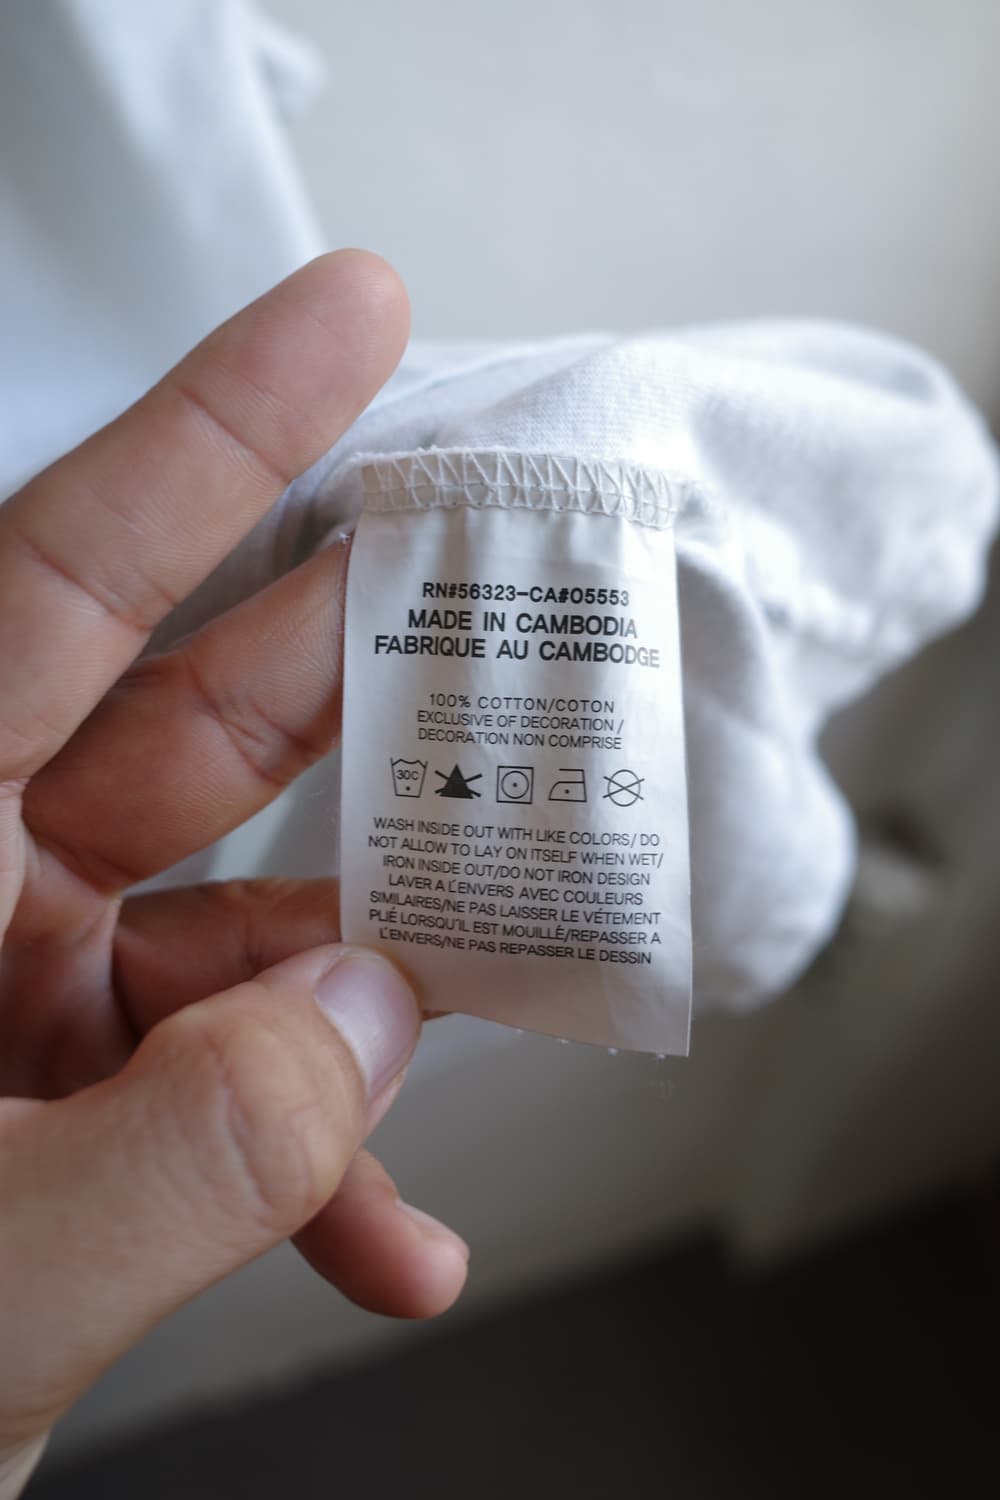 RN#56323-CA#05553
MADE IN CAMBODIA
FABRIQUE AU CAMBODGE
100% COTTON/COTON
EXCLUSIVE OF DECORATION /
DECORATION NON COMPRISE
30C
WASH INSIDE OUT WITH LIKE COLORS/ DO
NOT ALLOW TO LAY ON ITSELF WHEN WET/
IRON INSIDE OUT/DO NOT IRON DESIGN
LAVER A L'ENVERS AVEC COULEURS
SIMILAIRES/NE PAS LAISSER LE VÉTEMENT
PLIÉ LORSQU'IL EST MOUILLÉ/REPASSER A
L'ENVERS/NE PAS REPASSER LE DESSIN